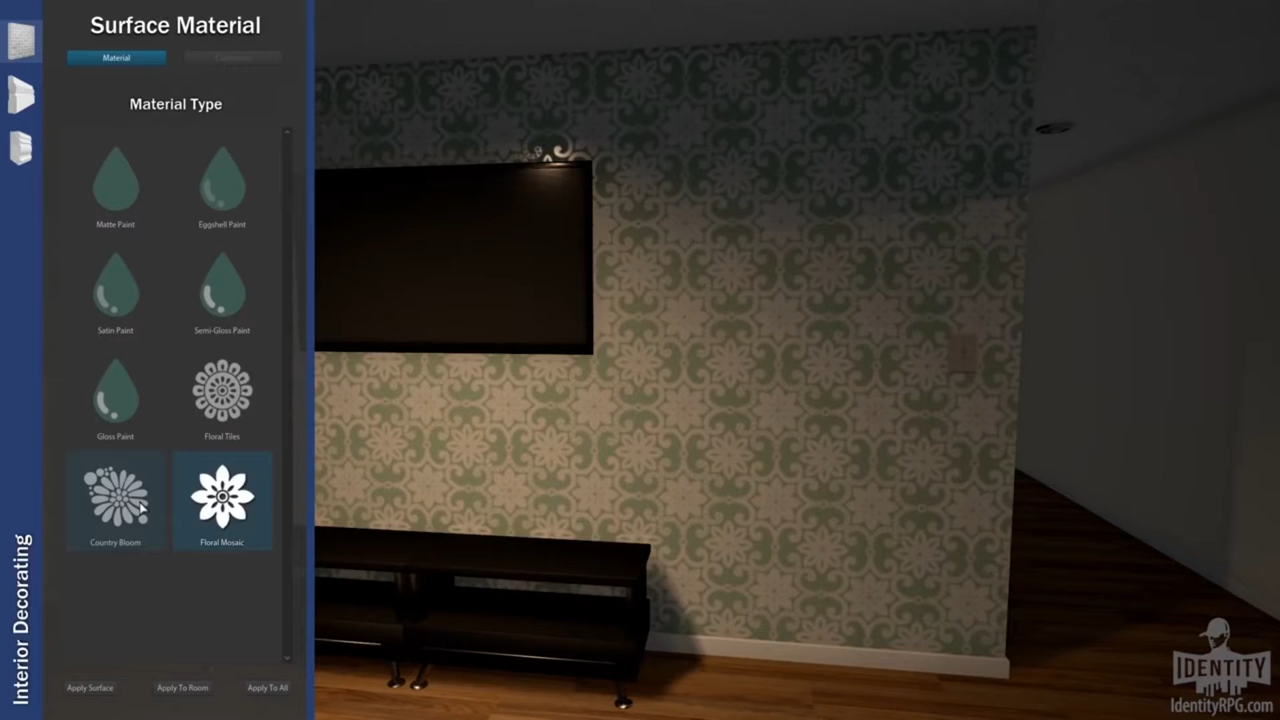 Surface Material
Material
Material Type
Matte Paint
Eggshell Paint
Satin Paint
Semi-Gloss Paint
Gloss Paint
Floral Tiles
Country Bloom
Floral Mosaic
Apply Surface
Apply To Room
Apply To All
Interior Decorating
IDENTITY
IdentityRPG.com